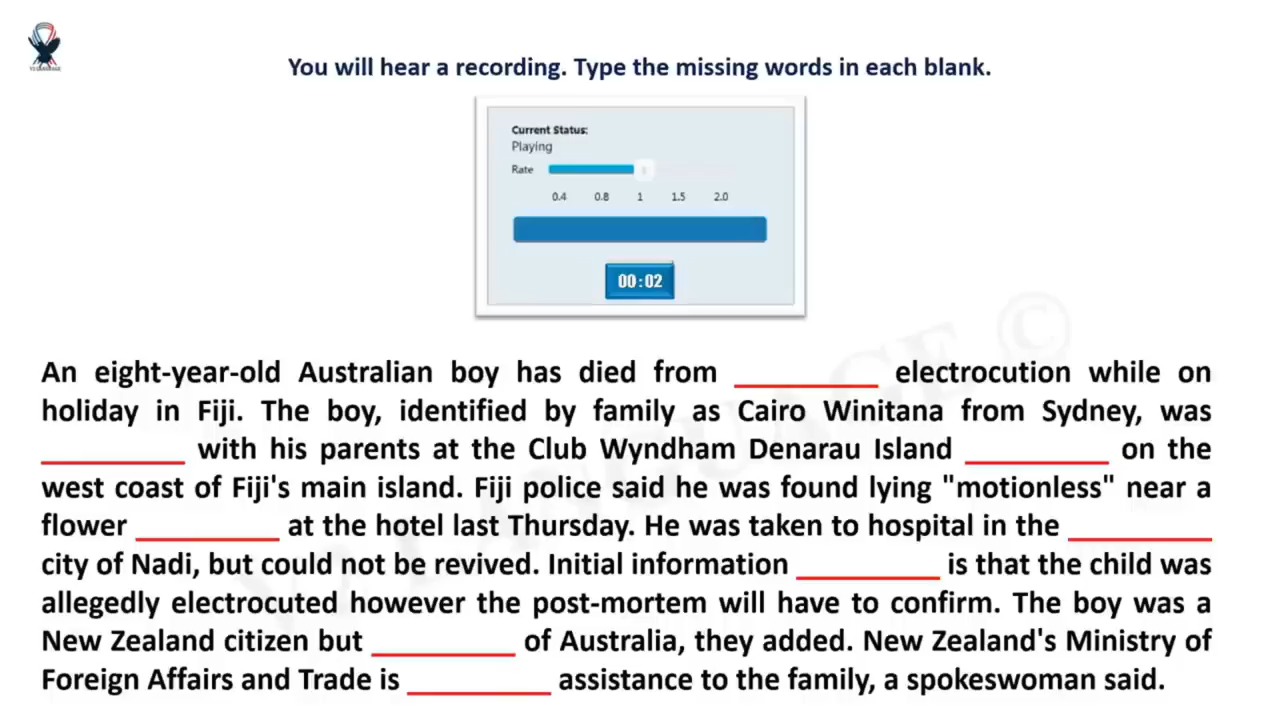 You will hear a recording. Type the missing words in each blank.
Current Status:
Playing
Rate
0.4 0.8 1 1.5 2.0
00:02
An eight-year-old Australian boy has died from __________ electrocution while on
holiday in Fiji. The boy, identified by family as Cairo Winitana from Sydney, was
__________ with his parents at the Club Wyndham Denarau Island __________ on the
west coast of Fiji's main island. Fiji police said he was found lying "motionless" near a
flower __________ at the hotel last Thursday. He was taken to hospital in the __________
city of Nadi, but could not be revived. Initial information __________ is that the child was
allegedly electrocuted however the post-mortem will have to confirm. The boy was a
New Zealand citizen but __________ of Australia, they added. New Zealand's Ministry of
Foreign Affairs and Trade is __________ assistance to the family, a spokeswoman said.